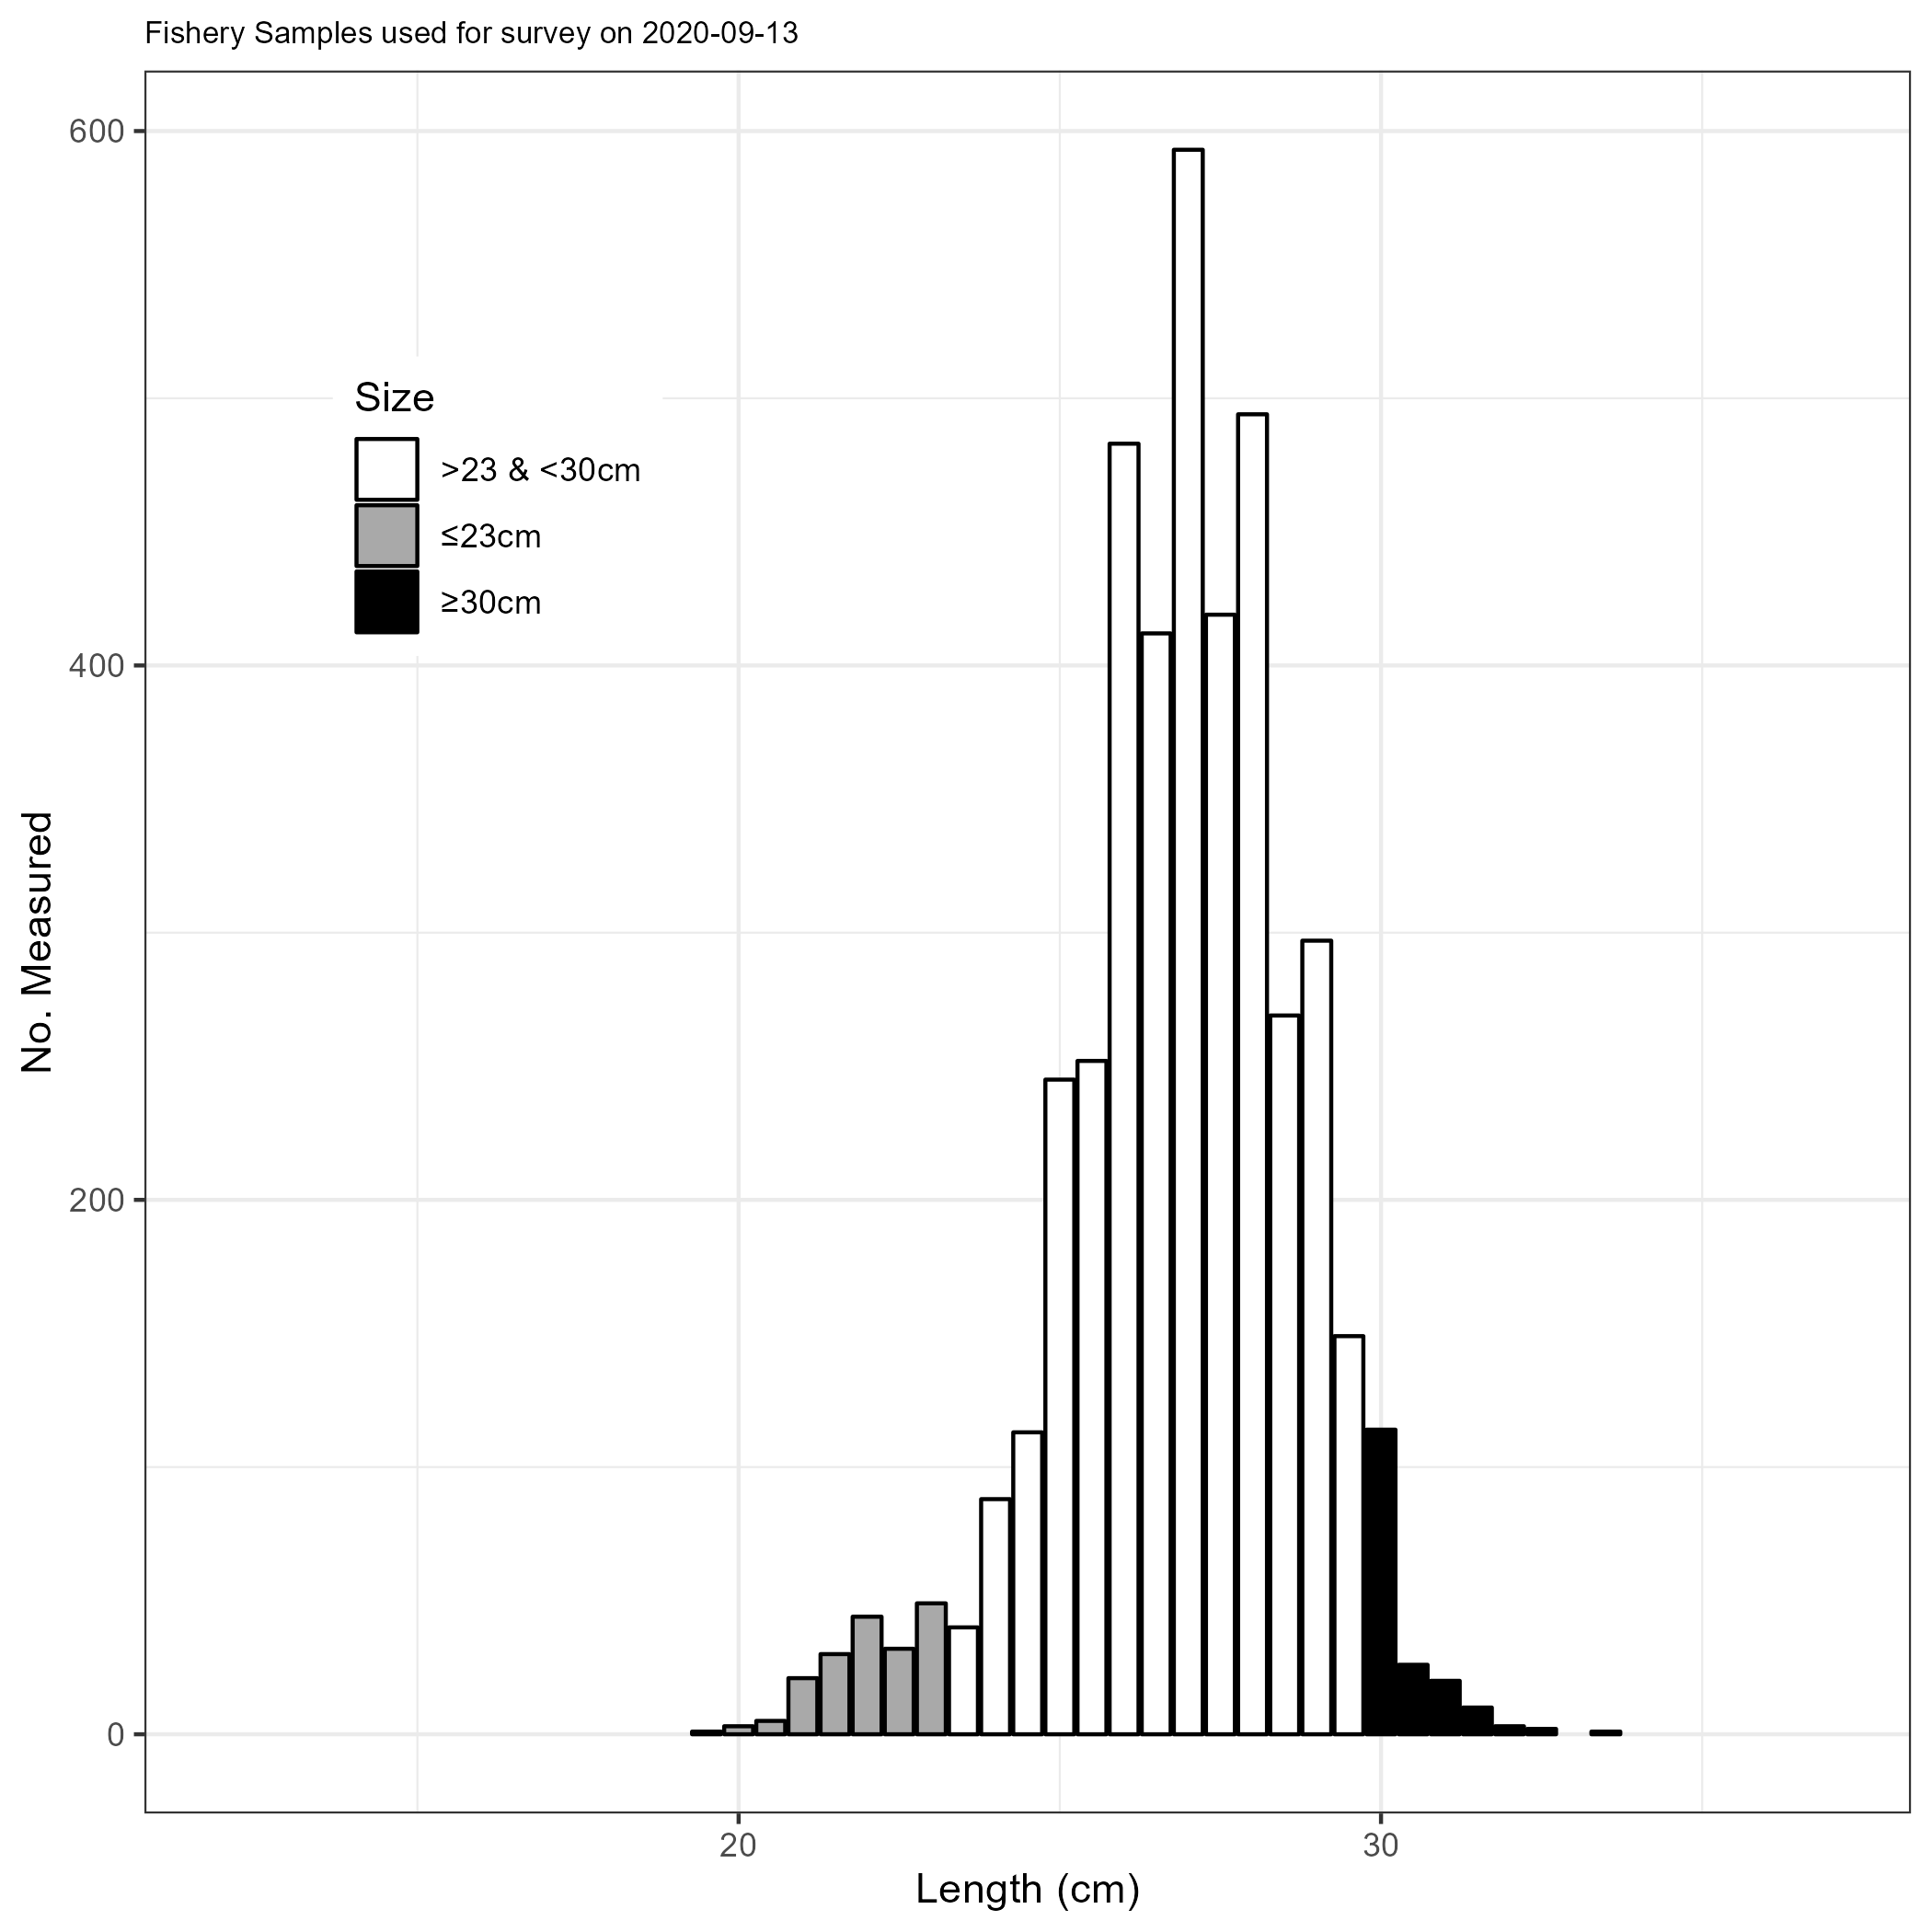 Fishery Samples used for survey on 2020-09-13
600
400
200
0
No. Measured
Size
>23 & <30cm
≤23cm
≥30cm
20 30
Length (cm)